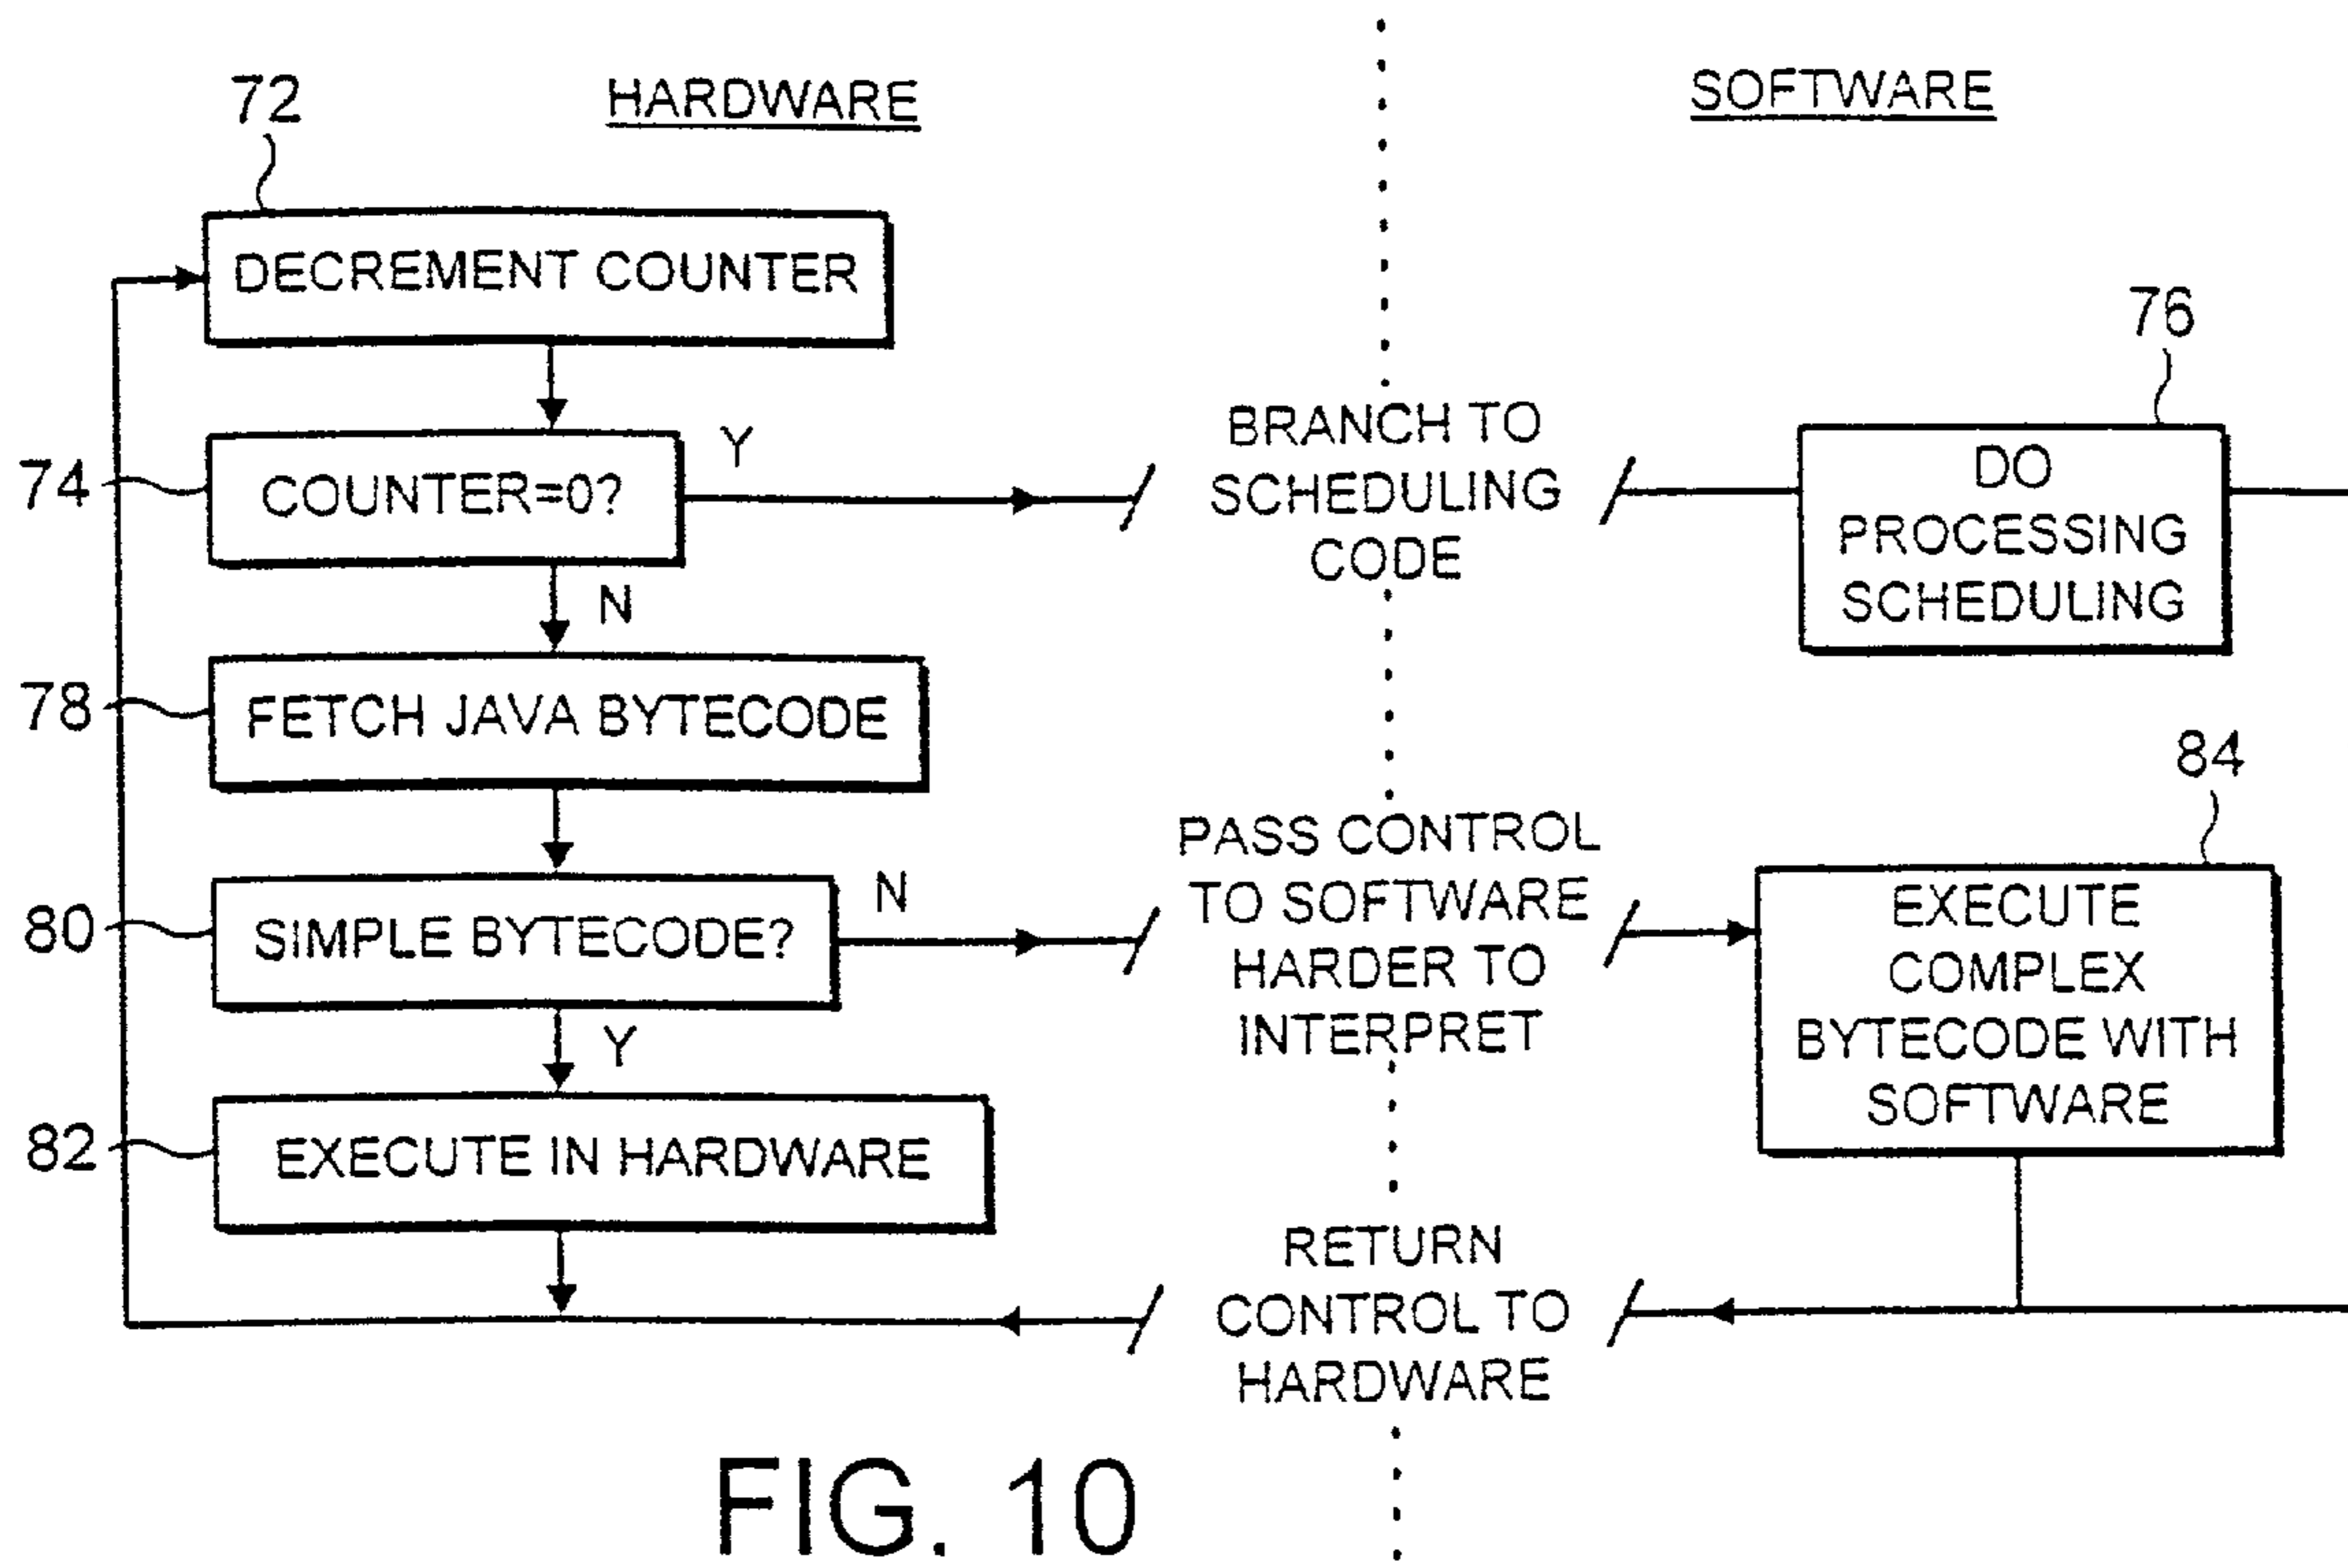 HARDWARE
SOFTWARE
72
DECREMENT COUNTER
76
74
COUNTER=0?
Y
BRANCH TO
SCHEDULING
CODE
DO
PROCESSING
SCHEDULING
N
78
FETCH JAVA BYTECODE
84
80
SIMPLE BYTECODE?
N
PASS CONTROL
TO SOFTWARE
HARDER TO
INTERPRET
EXECUTE
COMPLEX
BYTECODE WITH
SOFTWARE
Y
82
EXECUTE IN HARDWARE
RETURN
CONTROL TO
HARDWARE
FIG. 10